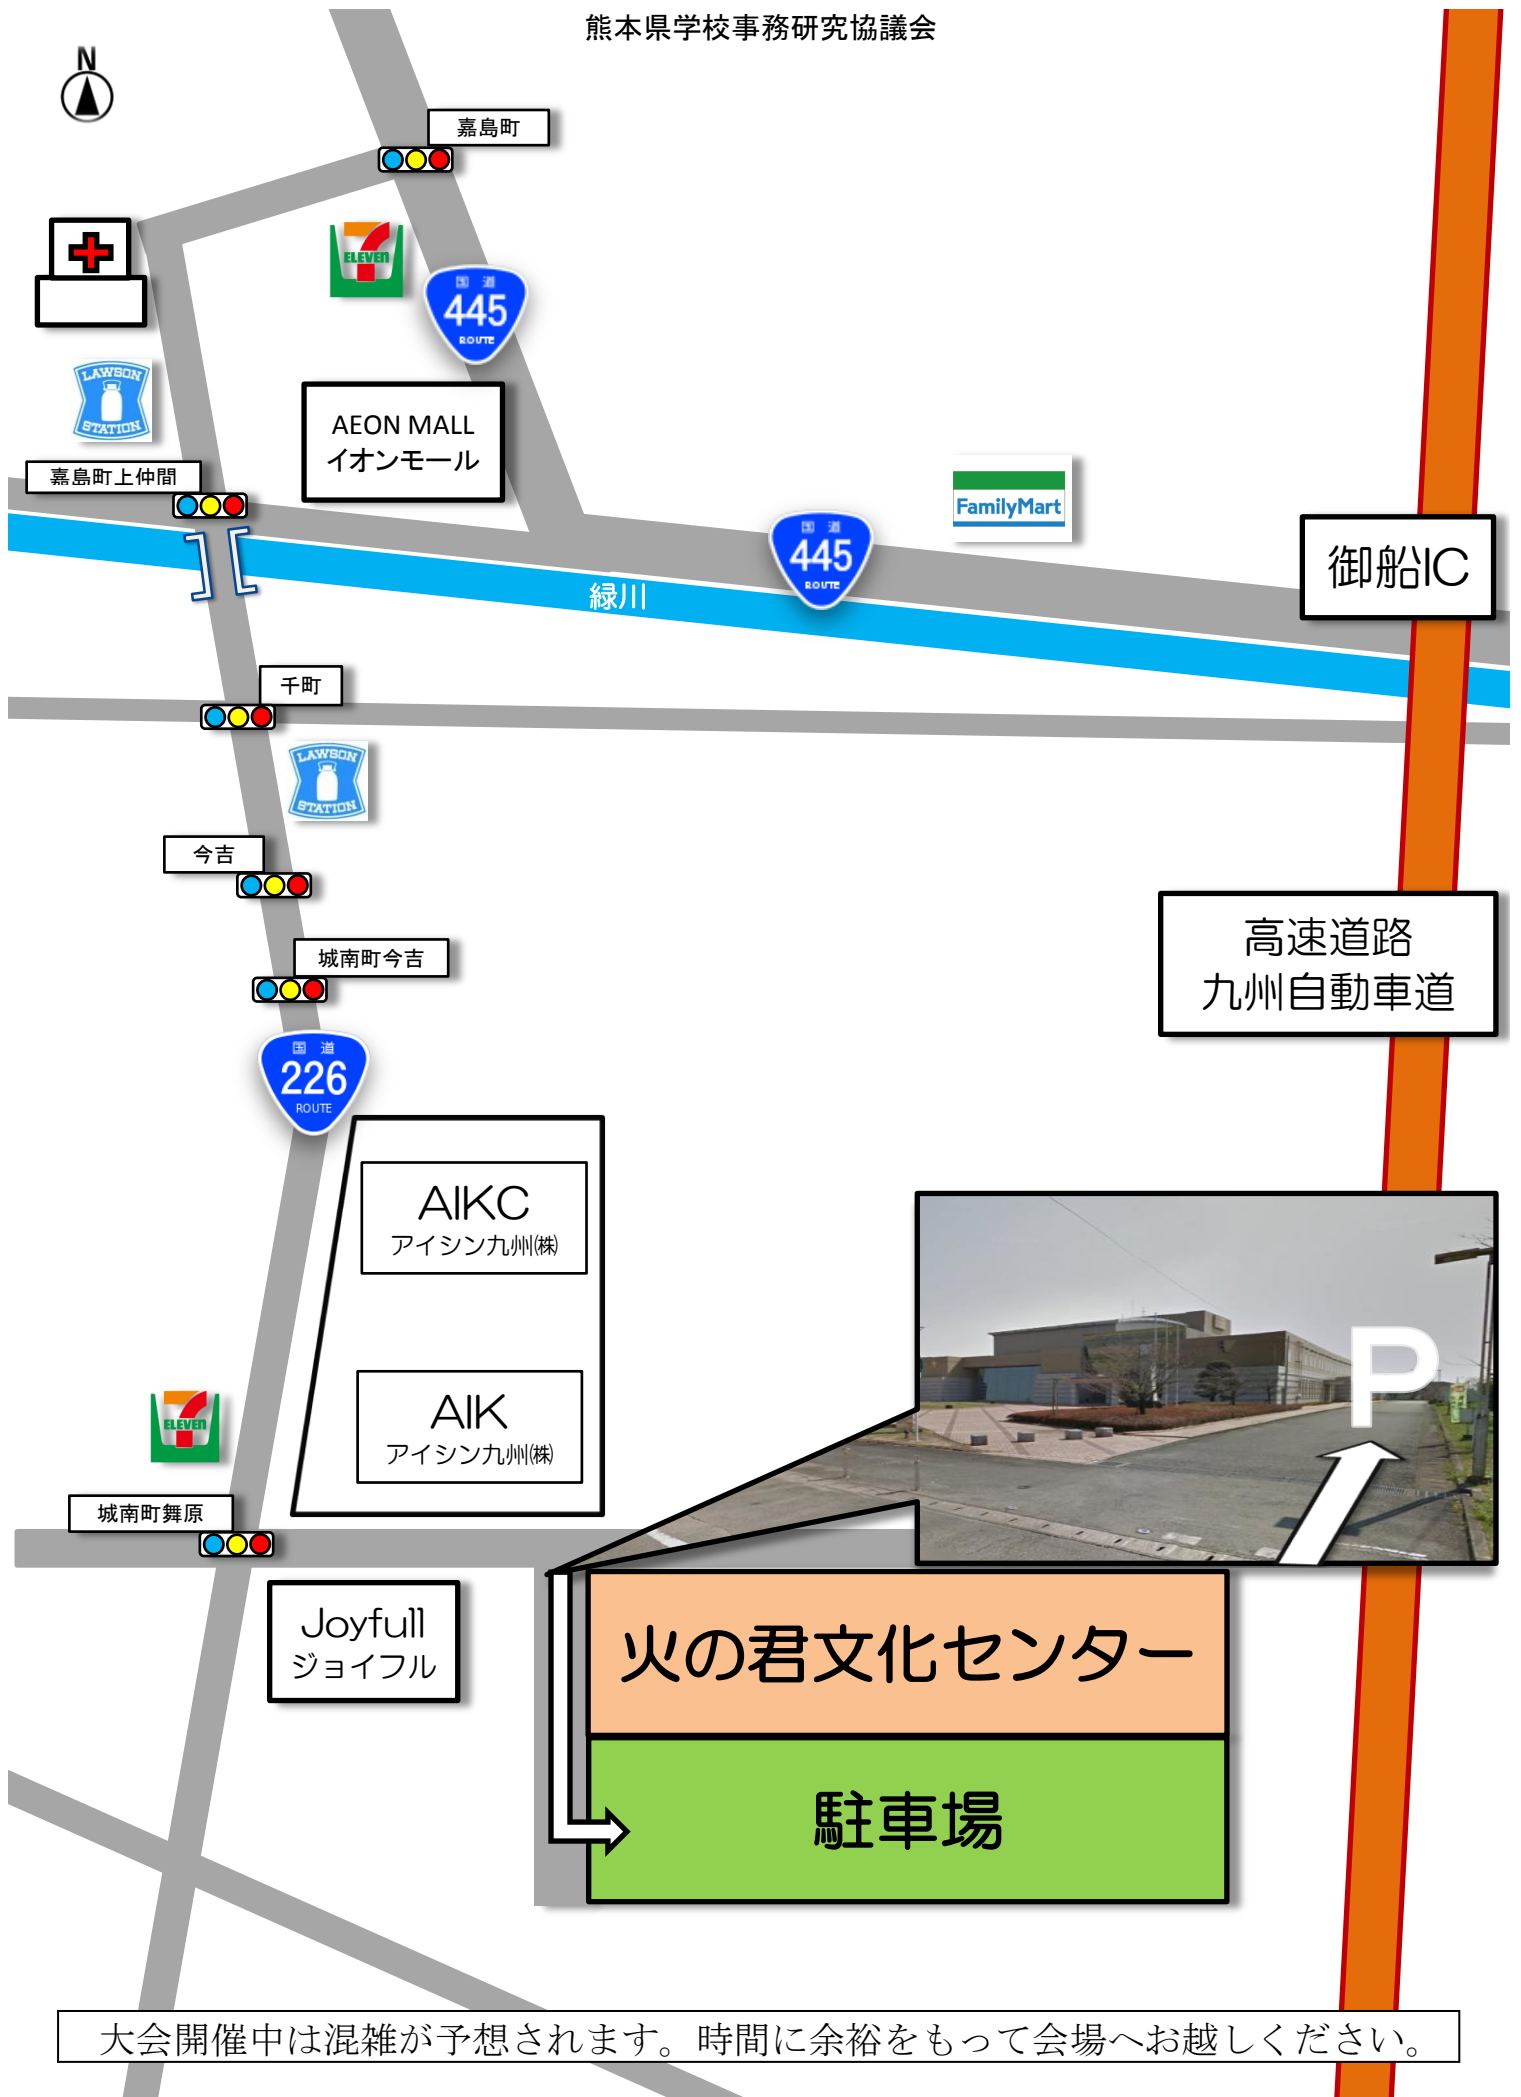 熊本県学校事務研究協議会
N
嘉島町
ELEVEN
国道
445
ROUTE
LAWSON
STATION
AEON MALL
イオンモール
嘉島町上仲間
FamilyMart
国道
445
ROUTE
御船IC
緑川
千町
LAWSON
STATION
今吉
城南町今吉
高速道路
九州自動車道
国道
226
ROUTE
AIKC
アイシン九州㈱
AIK
アイシン九州㈱
P
ELEVEN
城南町舞原
Joyfull
ジョイフル
火の君文化センター
駐車場
大会開催中は混雑が予想されます。時間に余裕をもって会場へお越しください。